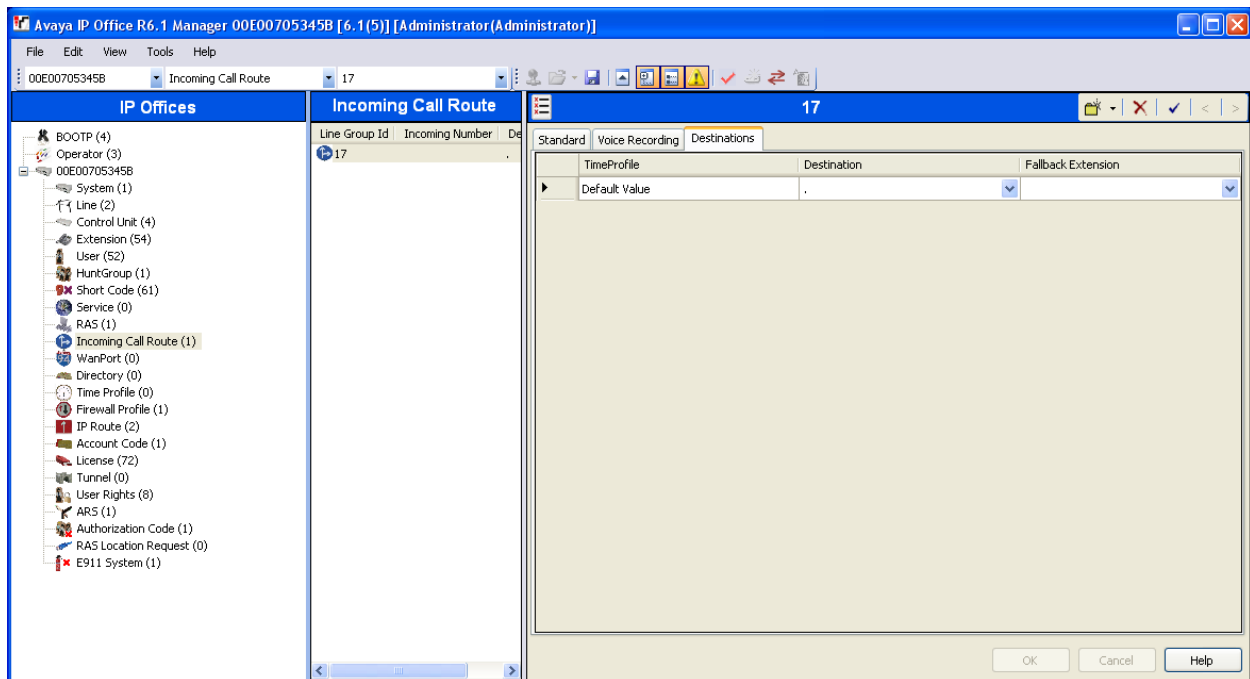 Avaya IP Office R6.1 Manager 00E00705345B [6.1(5)] [Administrator(Administrator)]
File Edit View Tools Help
00E00705345B Incoming Call Route 17
IP Offices
BOOTP (4)
Operator (3)
00E00705345B
System (1)
Line (2)
Control Unit (4)
Extension (54)
User (52)
HuntGroup (1)
Short Code (61)
Service (0)
RAS (1)
Incoming Call Route (1)
WanPort (0)
Directory (0)
Time Profile (0)
Firewall Profile (1)
IP Route (2)
Account Code (1)
License (72)
Tunnel (0)
User Rights (8)
ARS (1)
Authorization Code (1)
RAS Location Request (0)
E911 System (1)
Incoming Call Route
Line Group Id Incoming Number De
17 .
17
Standard Voice Recording Destinations
TimeProfile Destination Fallback Extension
Default Value .
OK Cancel Help